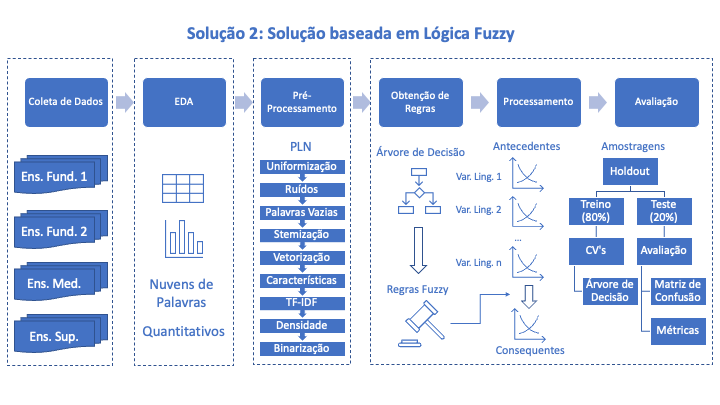 Solução 2: Solução baseada em Lógica Fuzzy
Coleta de Dados
EDA
Pré-
Processamento
Obtenção de
Regras
Processamento
Avaliação
Ens. Fund. 1
Ens. Fund. 2
Ens. Med.
Ens. Sup.
Nuvens de
Palavras
Quantitativos
PLN
Uniformização
Ruídos
Palavras Vazias
Stemização
Vetorização
Características
TF-IDF
Densidade
Binarização
Árvore de Decisão
Regras Fuzzy
Antecedentes
Var. Ling. 1
Var. Ling. 2
...
Var. Ling. n
Consequentes
Amostragens
Holdout
Treino
(80%)
Teste
(20%)
CV's
Avaliação
Árvore de
Decisão
Matriz de
Confusão
Métricas